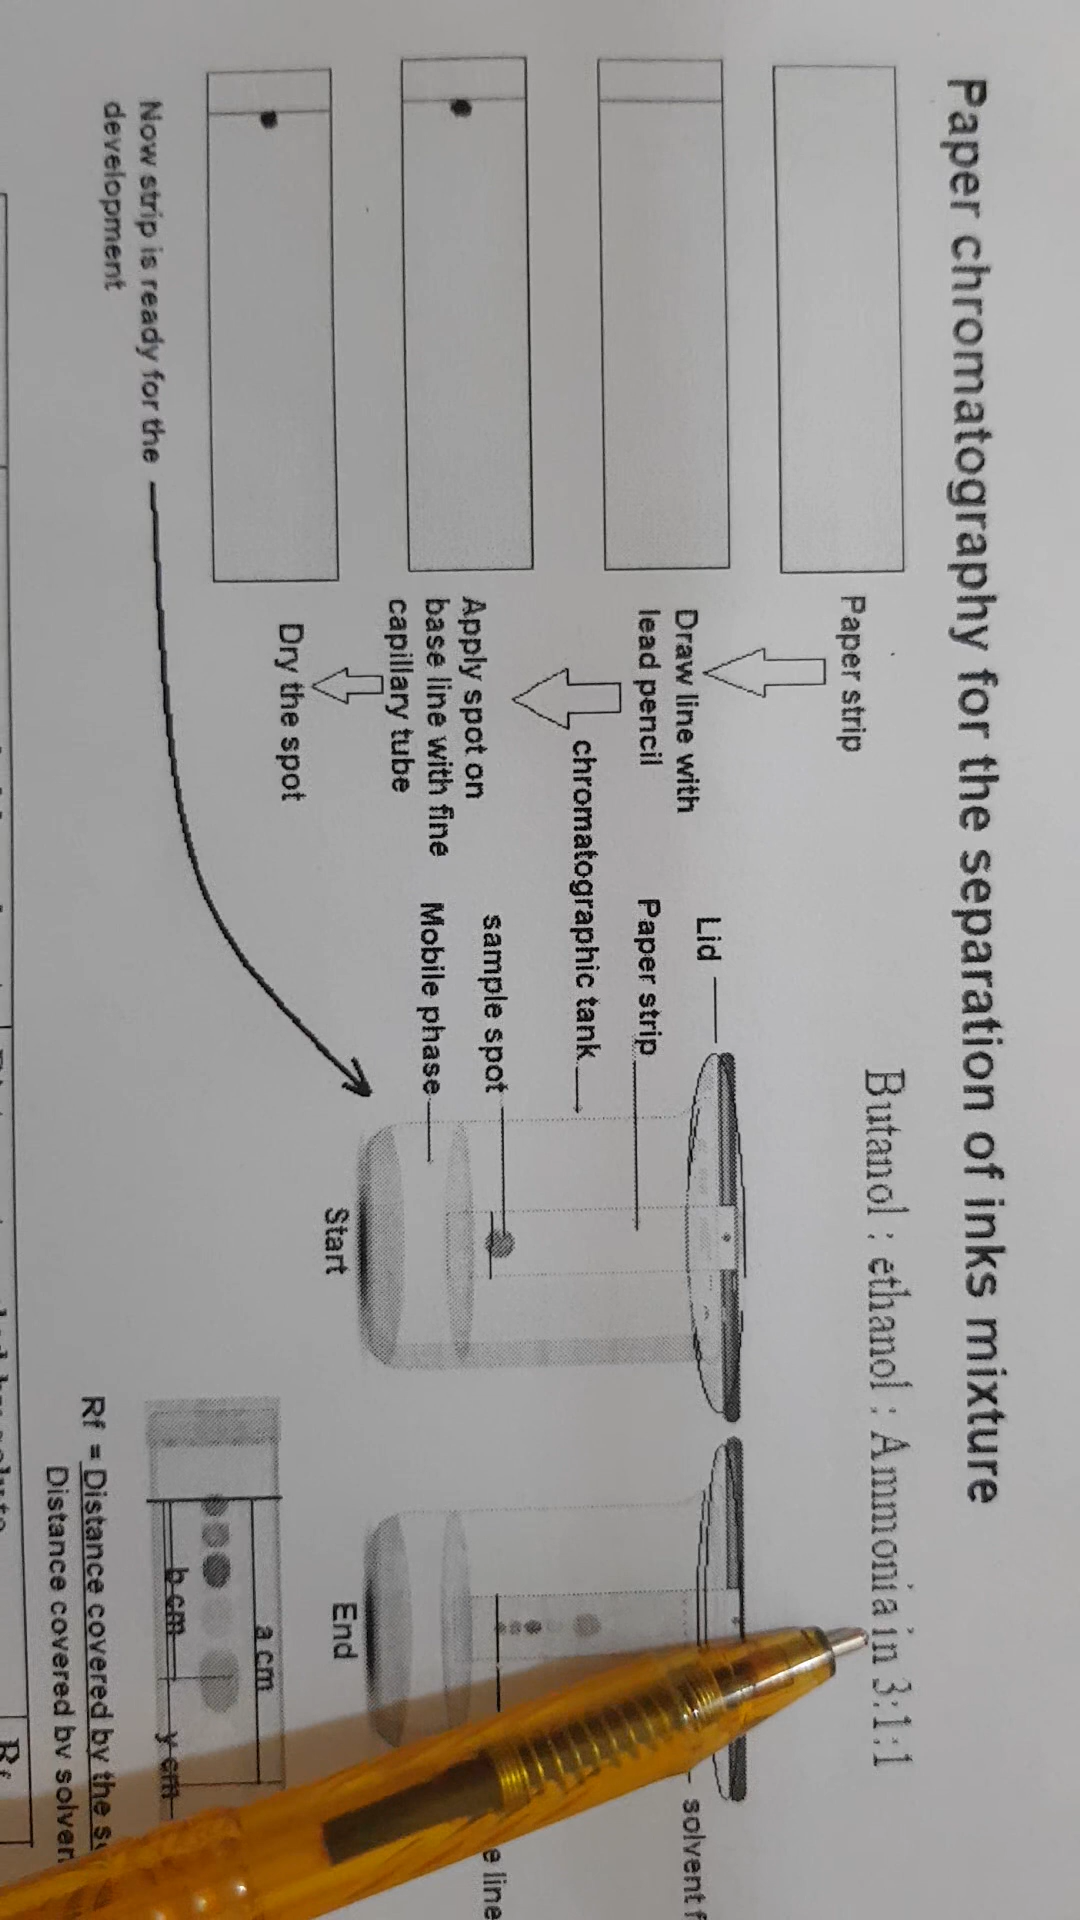 Paper chromatography for the separation of inks mixture
Butanol : ethanol : Ammonia in 3:1:1
Paper strip
Draw line with
lead pencil
Apply spot on
base line with fine
capillary tube
Dry the spot
Now strip is ready for the
development
Lid
Paper strip
chromatographic tank
sample spot
Mobile phase
Start
End
solvent
line
a cm
b cm
y cm
Rf = Distance covered by the
Distance covered by
Rf